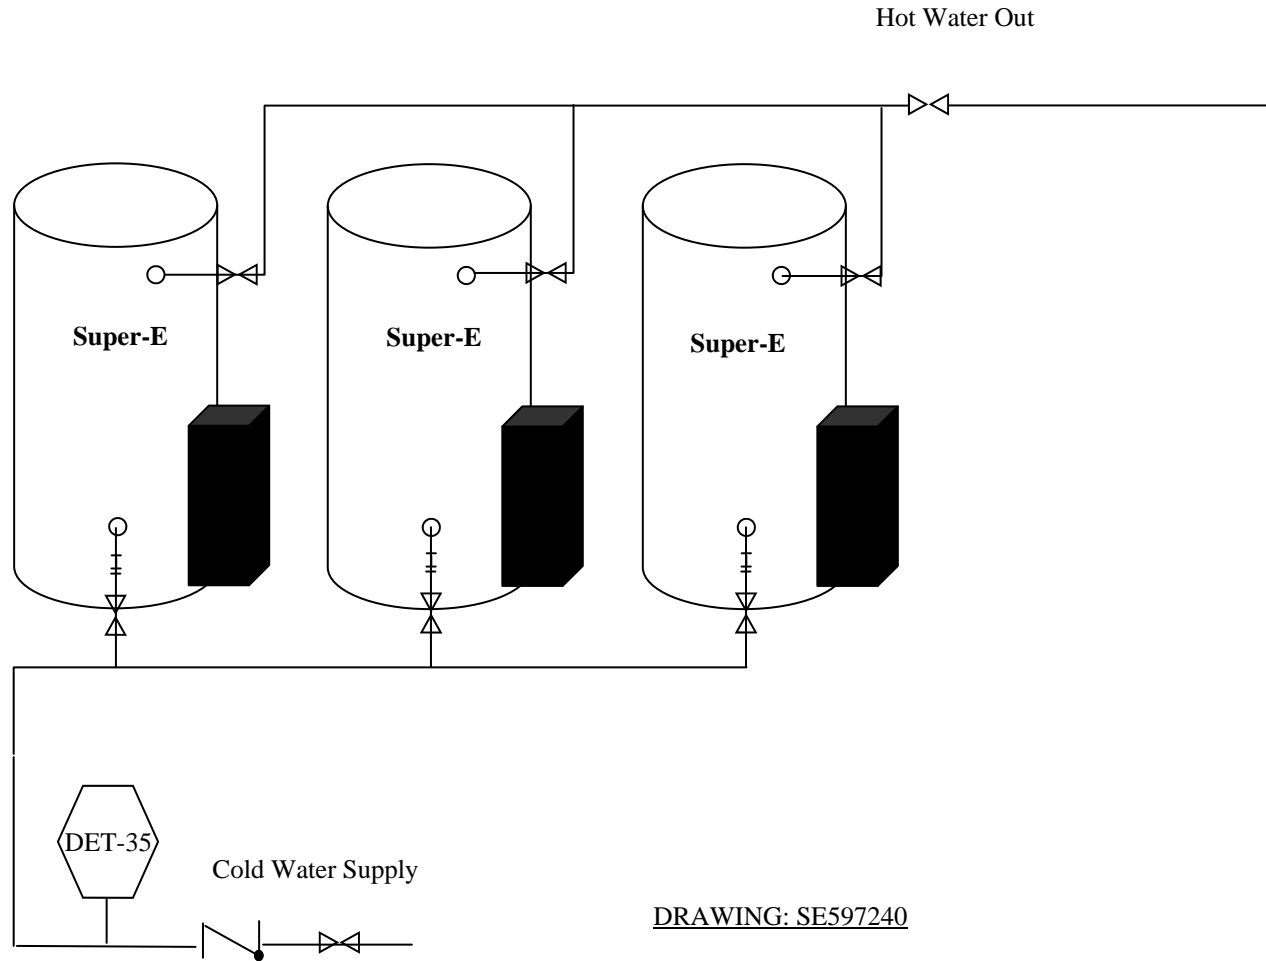 Hot Water Out
Super-E
Super-E
Super-E
DET-35
Cold Water Supply
DRAWING: SE597240